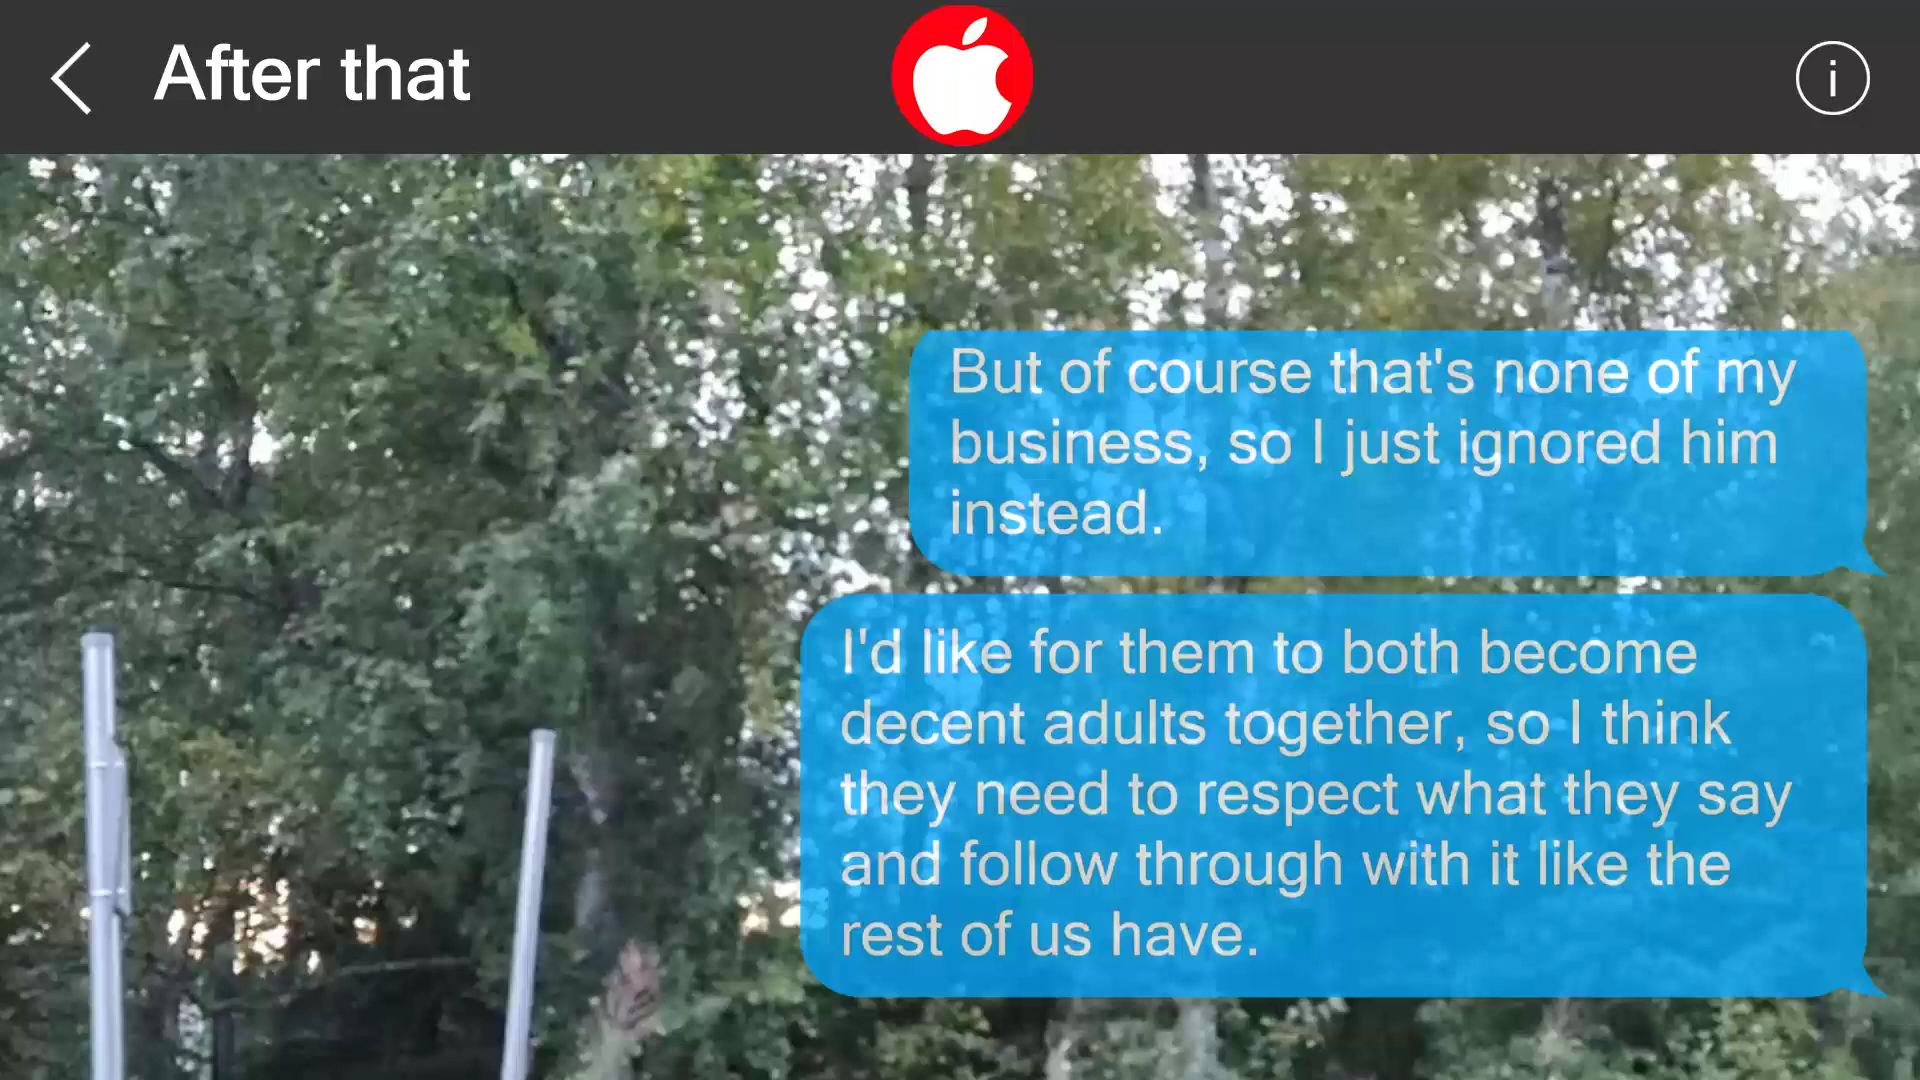 After that
But of course that's none of my
business, so I just ignored him
instead.
I'd like for them to both become
decent adults together, so I think
they need to respect what they say
and follow through with it like the
rest of us have.